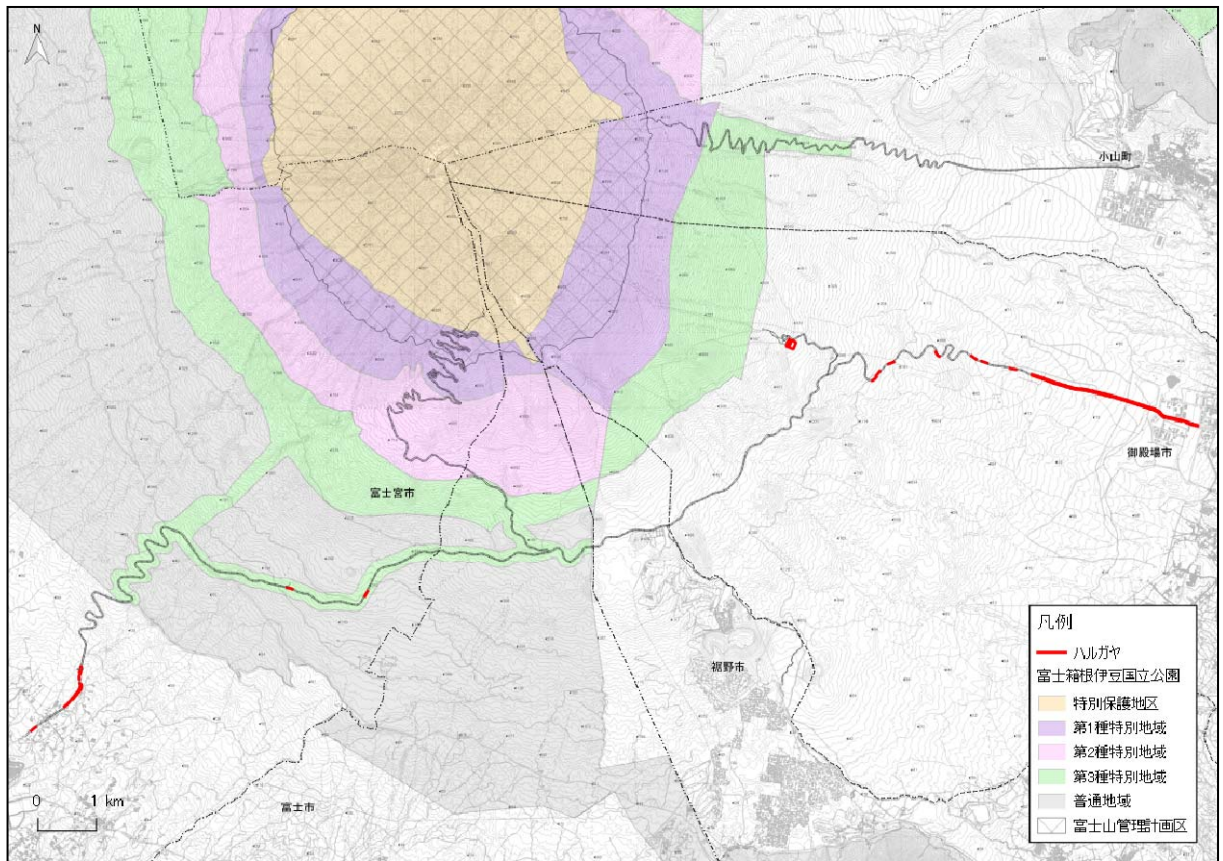 N
小山町
御殿場市
富士宮市
裾野市
富士市
0 1 km
凡例
ハルガヤ
富士箱根伊豆国立公園
特別保護地区
第1種特別地域
第2種特別地域
第3種特別地域
普通地域
富士山管理計画区